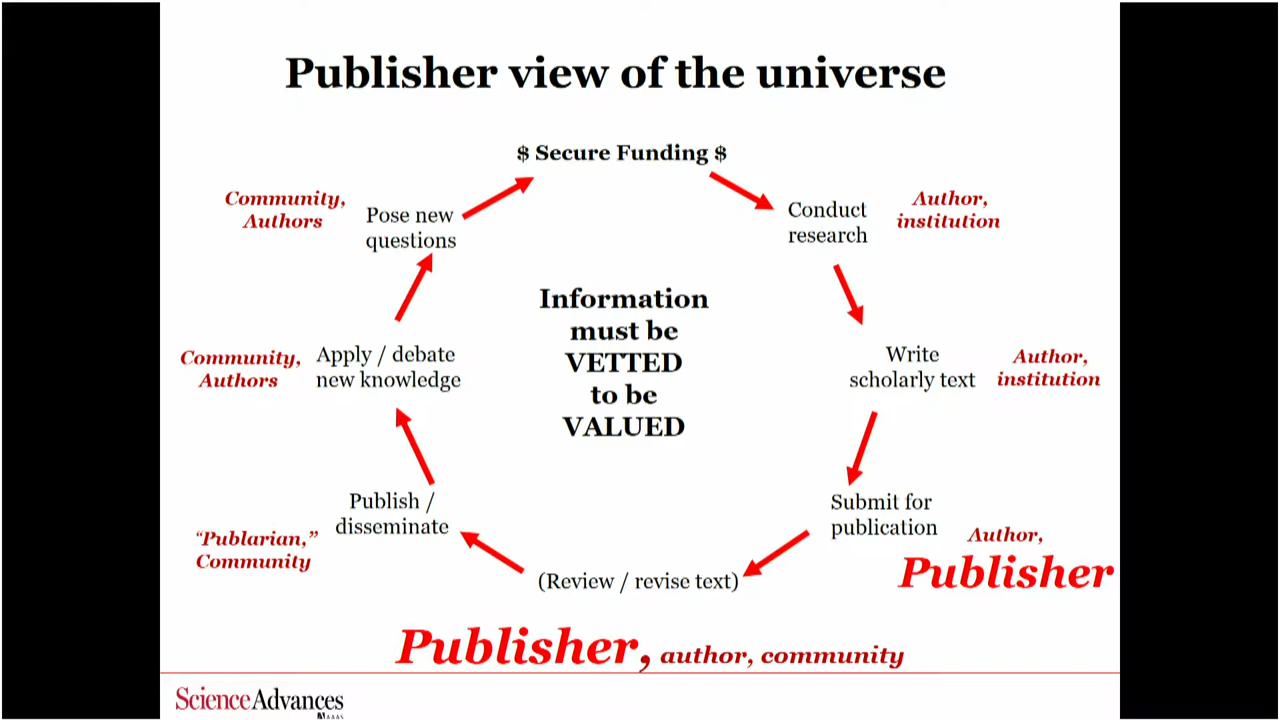 Publisher view of the universe
$ Secure Funding $
Conduct
research
Author,
institution
Write
scholarly text
Author,
institution
Submit for
publication
Author,
Publisher
(Review / revise text)
Publisher, author, community
Publish /
disseminate
“Publarian,”
Community
Apply / debate
new knowledge
Community,
Authors
Pose new
questions
Community,
Authors
Information
must be
VETTED
to be
VALUED
ScienceAdvances
AAAS